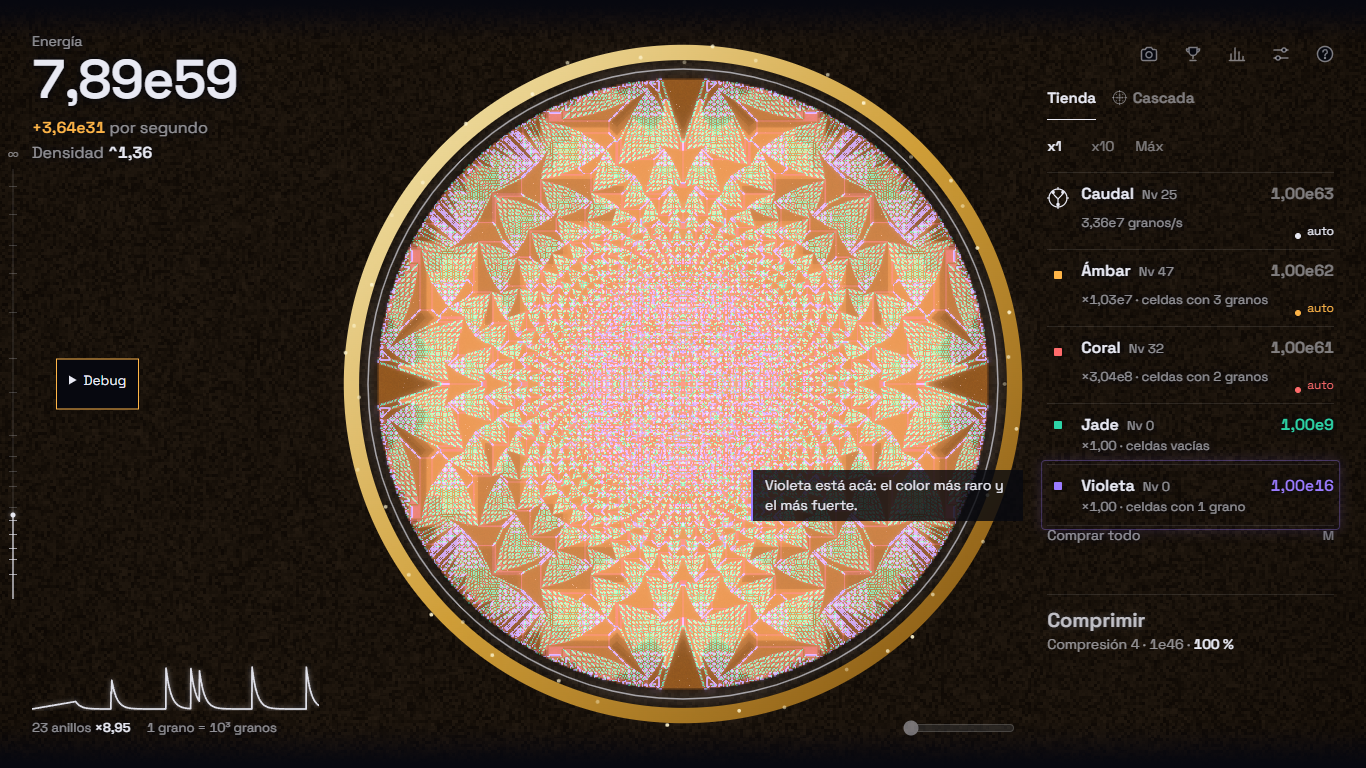 Energía
7,89e59
+3,64e31 por segundo
∞ Densidad ^1,36
Debug
23 anillos ×8,95 1 grano = 10³ granos
Tienda Cascada
x1 x10 Máx
Caudal Nv 25 1,00e63
3,36e7 granos/s
auto
Ámbar Nv 47 1,00e62
×1,03e7 · celdas con 3 granos
auto
Coral Nv 32 1,00e61
×3,04e8 · celdas con 2 granos
auto
Jade Nv 0 1,00e9
×1,00 · celdas vacías
Violeta está acá: el color más raro y
el más fuerte.
Violeta Nv 0 1,00e16
×1,00 · celdas con 1 grano
Comprar todo M
Comprimir
Compresión 4 · 1e46 · 100 %